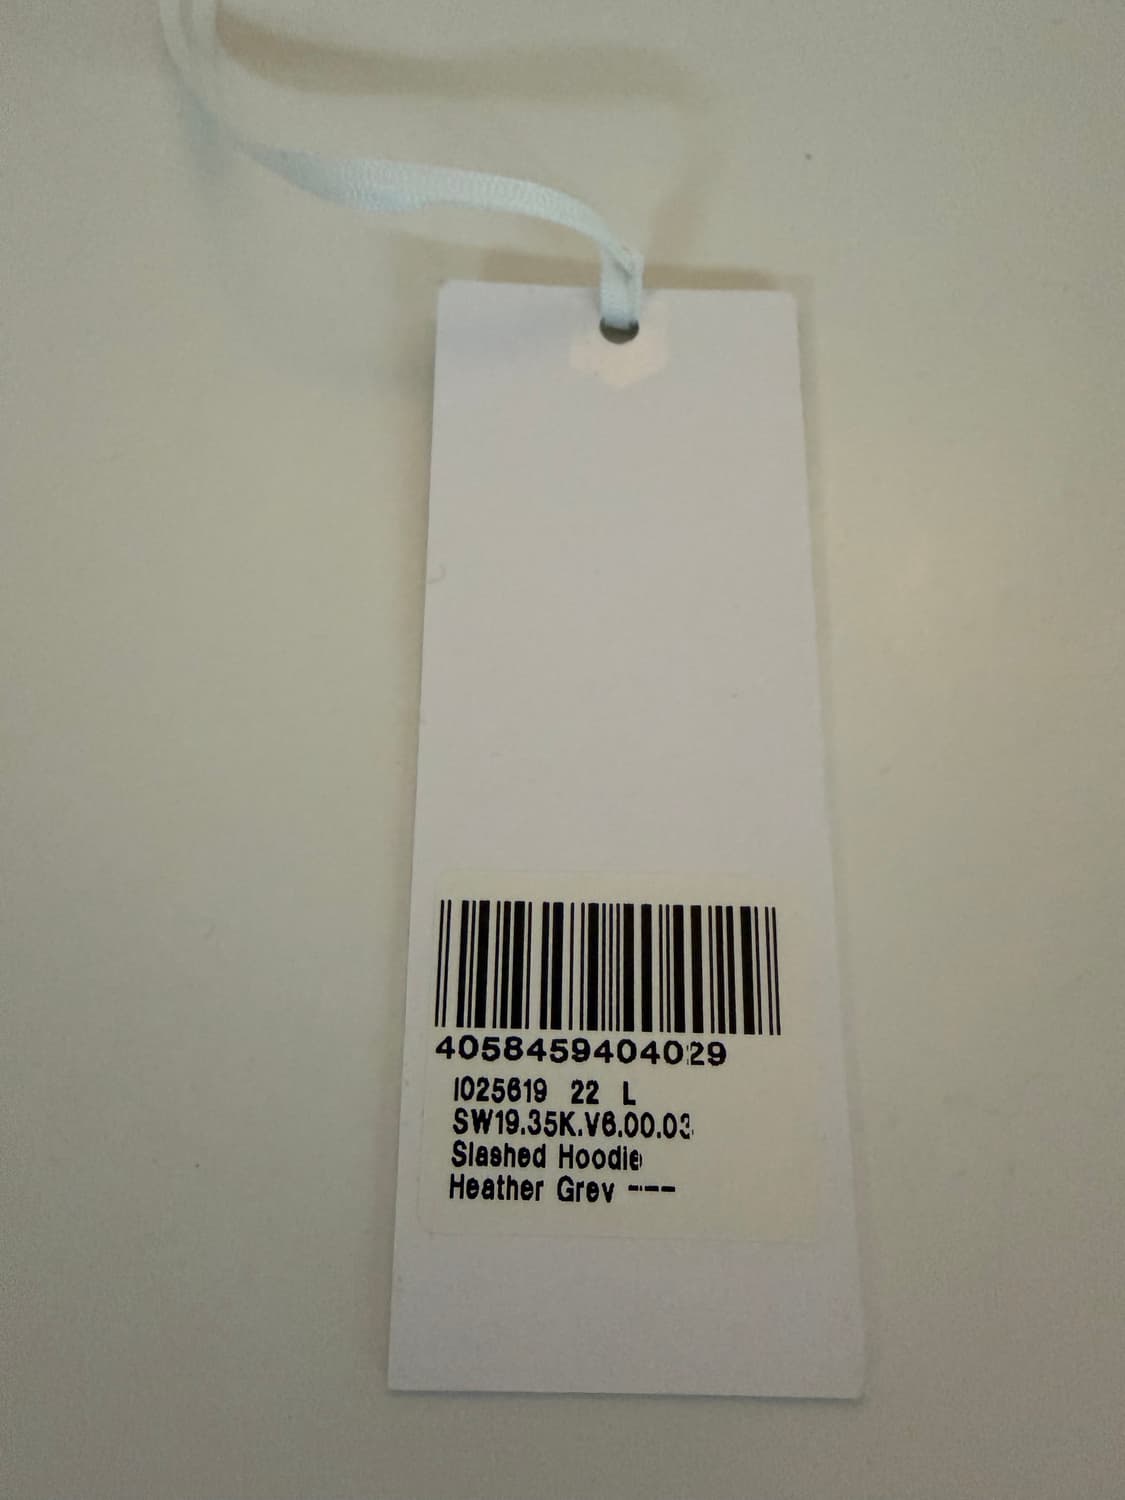 4058459404029
I025619 22 L
SW19.35K.V6.00.03
Slashed Hoodie
Heather Grey ---